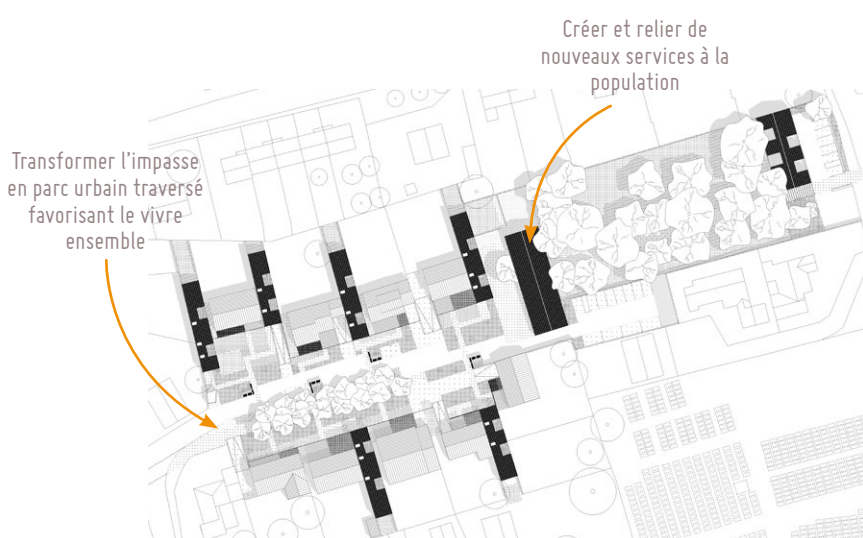 Créer et relier de
nouveaux services à la
population
Transformer l'impasse
en parc urbain traversé
favorisant le vivre
ensemble